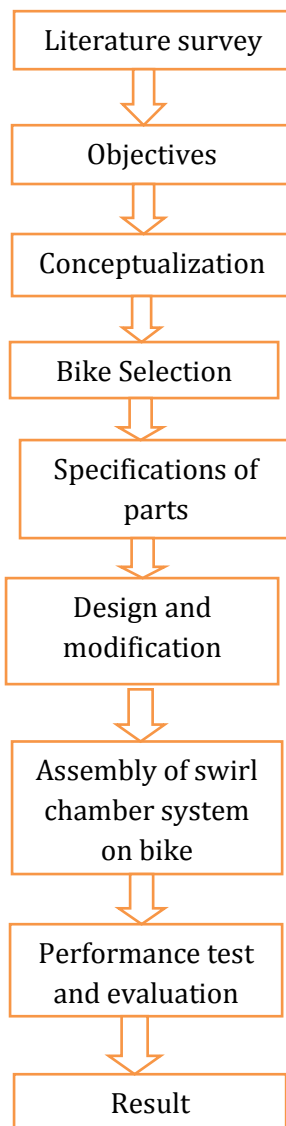 Literature survey
Objectives
Conceptualization
Bike Selection
Specifications of
parts
Design and
modification
Assembly of swirl
chamber system
on bike
Performance test
and evaluation
Result